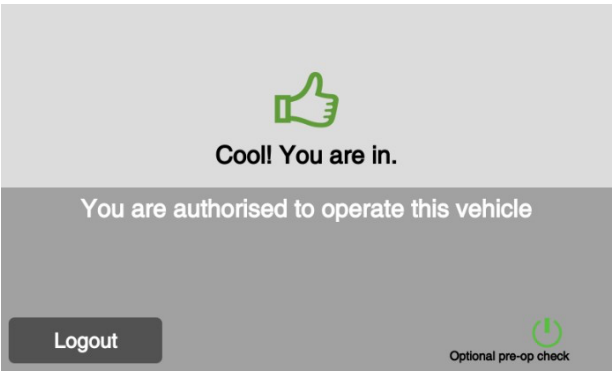 Cool! You are in.
You are authorised to operate this vehicle
Logout
Optional pre-op check